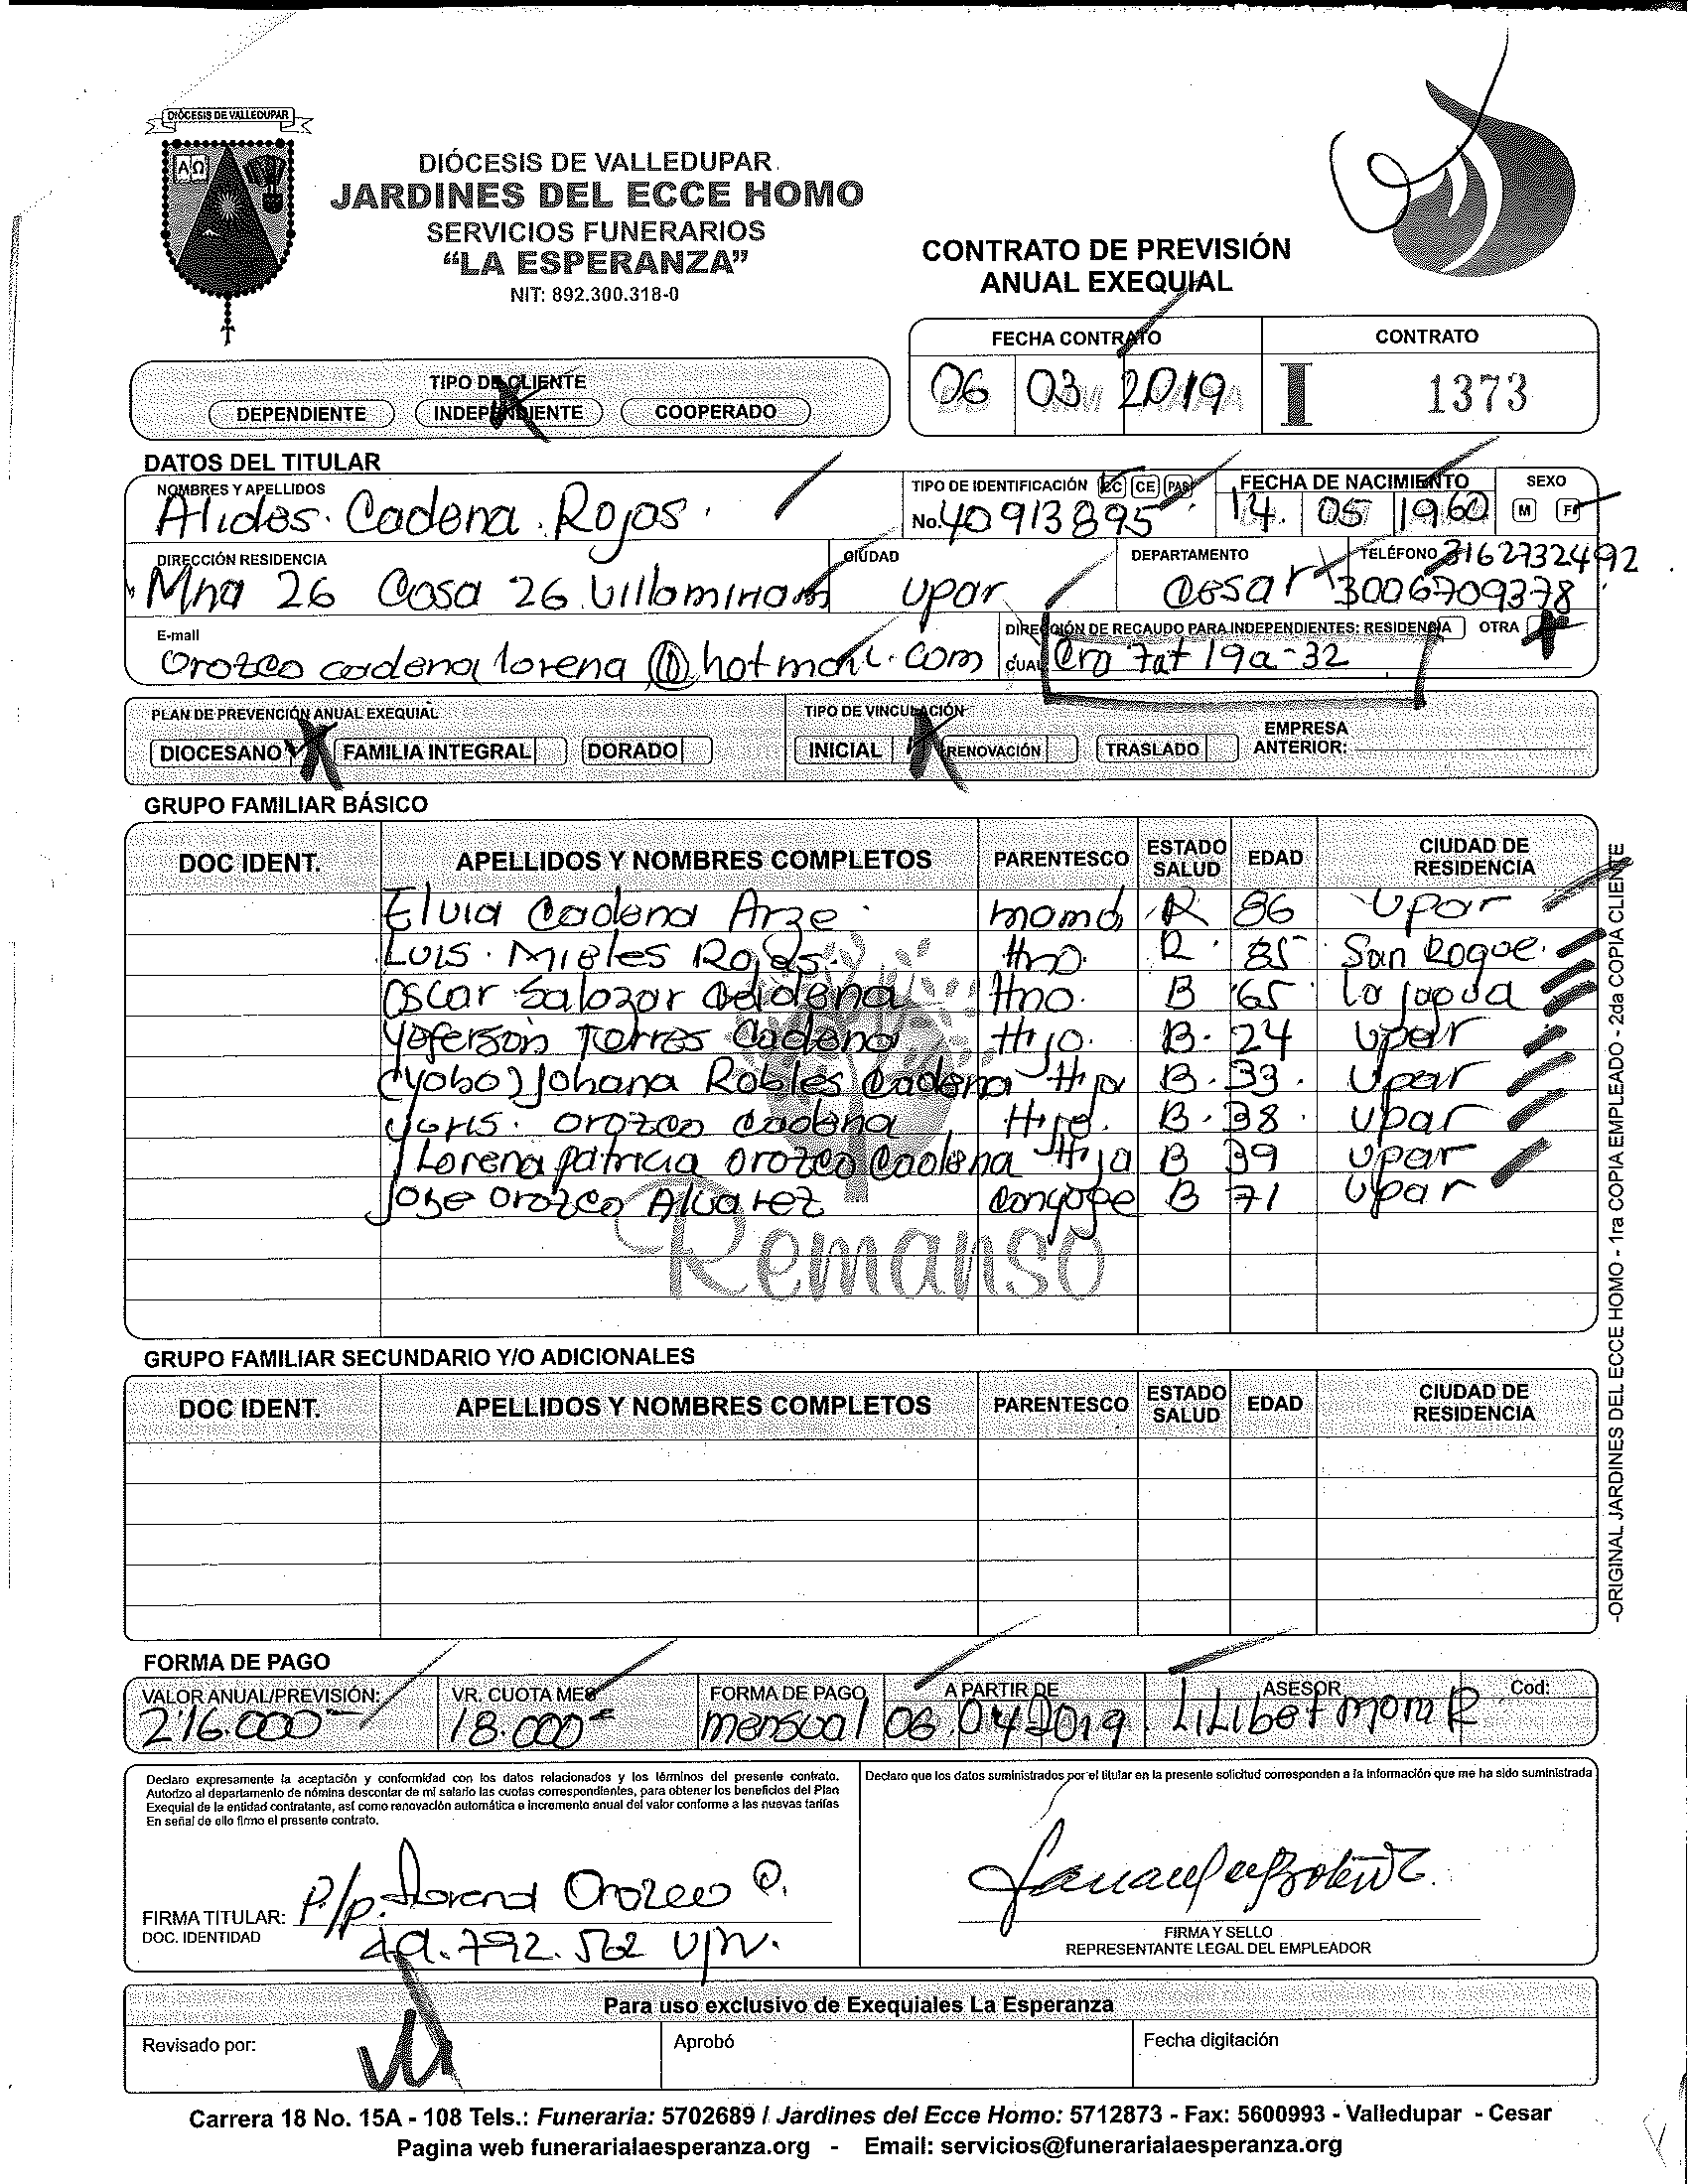 DIÓCESIS DE VALLEDUPAR
ΑΩ
DIÓCESIS DE VALLEDUPAR
JARDINES DEL ECCE HOMO
SERVICIOS FUNERARIOS
"LA ESPERANZA"
NIT: 892.300.318-0
CONTRATO DE PREVISIÓN
ANUAL EXEQUIAL
FECHA CONTRATO CONTRATO
06 03 2019 I 1373
TIPO DE CLIENTE
DEPENDIENTE INDEPENDIENTE COOPERADO
DATOS DEL TITULAR
NOMBRES Y APELLIDOS TIPO DE IDENTIFICACIÓN CC CE PAS FECHA DE NACIMIENTO SEXO
Alides. Cadena. Rojas. No. 40913895 14. 05 1960 M F
DIRECCIÓN RESIDENCIA CIUDAD DEPARTAMENTO TELÉFONO 3162732492
Mna 26 Casa 26 Upar Cesar 3006709378
E-mail DIRECCIÓN DE RECAUDO PARA INDEPENDIENTES: RESIDENCIA OTRA
orozco cadena lorena @hotmail.com CUAL Cra 7a# 19a-32
PLAN DE PREVENCIÓN ANUAL EXEQUIAL TIPO DE VINCULACIÓN
DIOCESANO FAMILIA INTEGRAL DORADO INICIAL RENOVACIÓN TRASLADO EMPRESA ANTERIOR:
GRUPO FAMILIAR BÁSICO
DOC IDENT. APELLIDOS Y NOMBRES COMPLETOS PARENTESCO ESTADO SALUD EDAD CIUDAD DE RESIDENCIA
Elvia Cadena Arze mamá R 86 Upar
Luis. Mieles Rojas. Hno. R. 85 San Roque.
Oscar Salazar Cadena Hno. B 65 la Jagua
Yeferson Torres Cadena Hijo. B. 24 Upar
(Yobo) Johana Robles Cadena Hija B. 33. Upar
Yoris. Orozco Cadena Hija. B. 38. Upar
Lorena patricia Orozco Cadena Hija B 39 Upar
Jose Orozco Alvarez Conyuge B 71 Upar
Remanso
GRUPO FAMILIAR SECUNDARIO Y/O ADICIONALES
DOC IDENT. APELLIDOS Y NOMBRES COMPLETOS PARENTESCO ESTADO SALUD EDAD CIUDAD DE RESIDENCIA
-ORIGINAL JARDINES DEL ECCE HOMO - 1ra COPIA EMPLEADO - 2da COPIA CLIENTE
FORMA DE PAGO
VALOR ANUAL/PREVISIÓN: VR. CUOTA MES FORMA DE PAGO A PARTIR DE ASESOR Cod:
216.000 18.000 mensual 06 04 2019 Lilibet mora R
Declaro expresamente la aceptación y conformidad con los datos relacionados y los términos del presente contrato.
Autorizo al departamento de nómina descontar de mi salario las cuotas correspondientes, para obtener los beneficios del Plan
Exequial de la entidad contratante, así como renovación automática e incremento anual del valor conforme a las nuevas tarifas
En señal de ello firmo el presente contrato.
Declaro que los datos suministrados por el titular en la presente solicitud corresponden a la información que me ha sido suministrada
P/p. Lorena Orozco C.
FIRMA TITULAR:
DOC. IDENTIDAD
49.792.562 Upar.
FIRMA Y SELLO
REPRESENTANTE LEGAL DEL EMPLEADOR
Para uso exclusivo de Exequiales La Esperanza
Revisado por: Aprobó Fecha digitación
Carrera 18 No. 15A - 108 Tels.: Funeraria: 5702689 / Jardines del Ecce Homo: 5712873 - Fax: 5600993 - Valledupar - Cesar
Pagina web funerarialaesperanza.org - Email: servicios@funerarialaesperanza.org